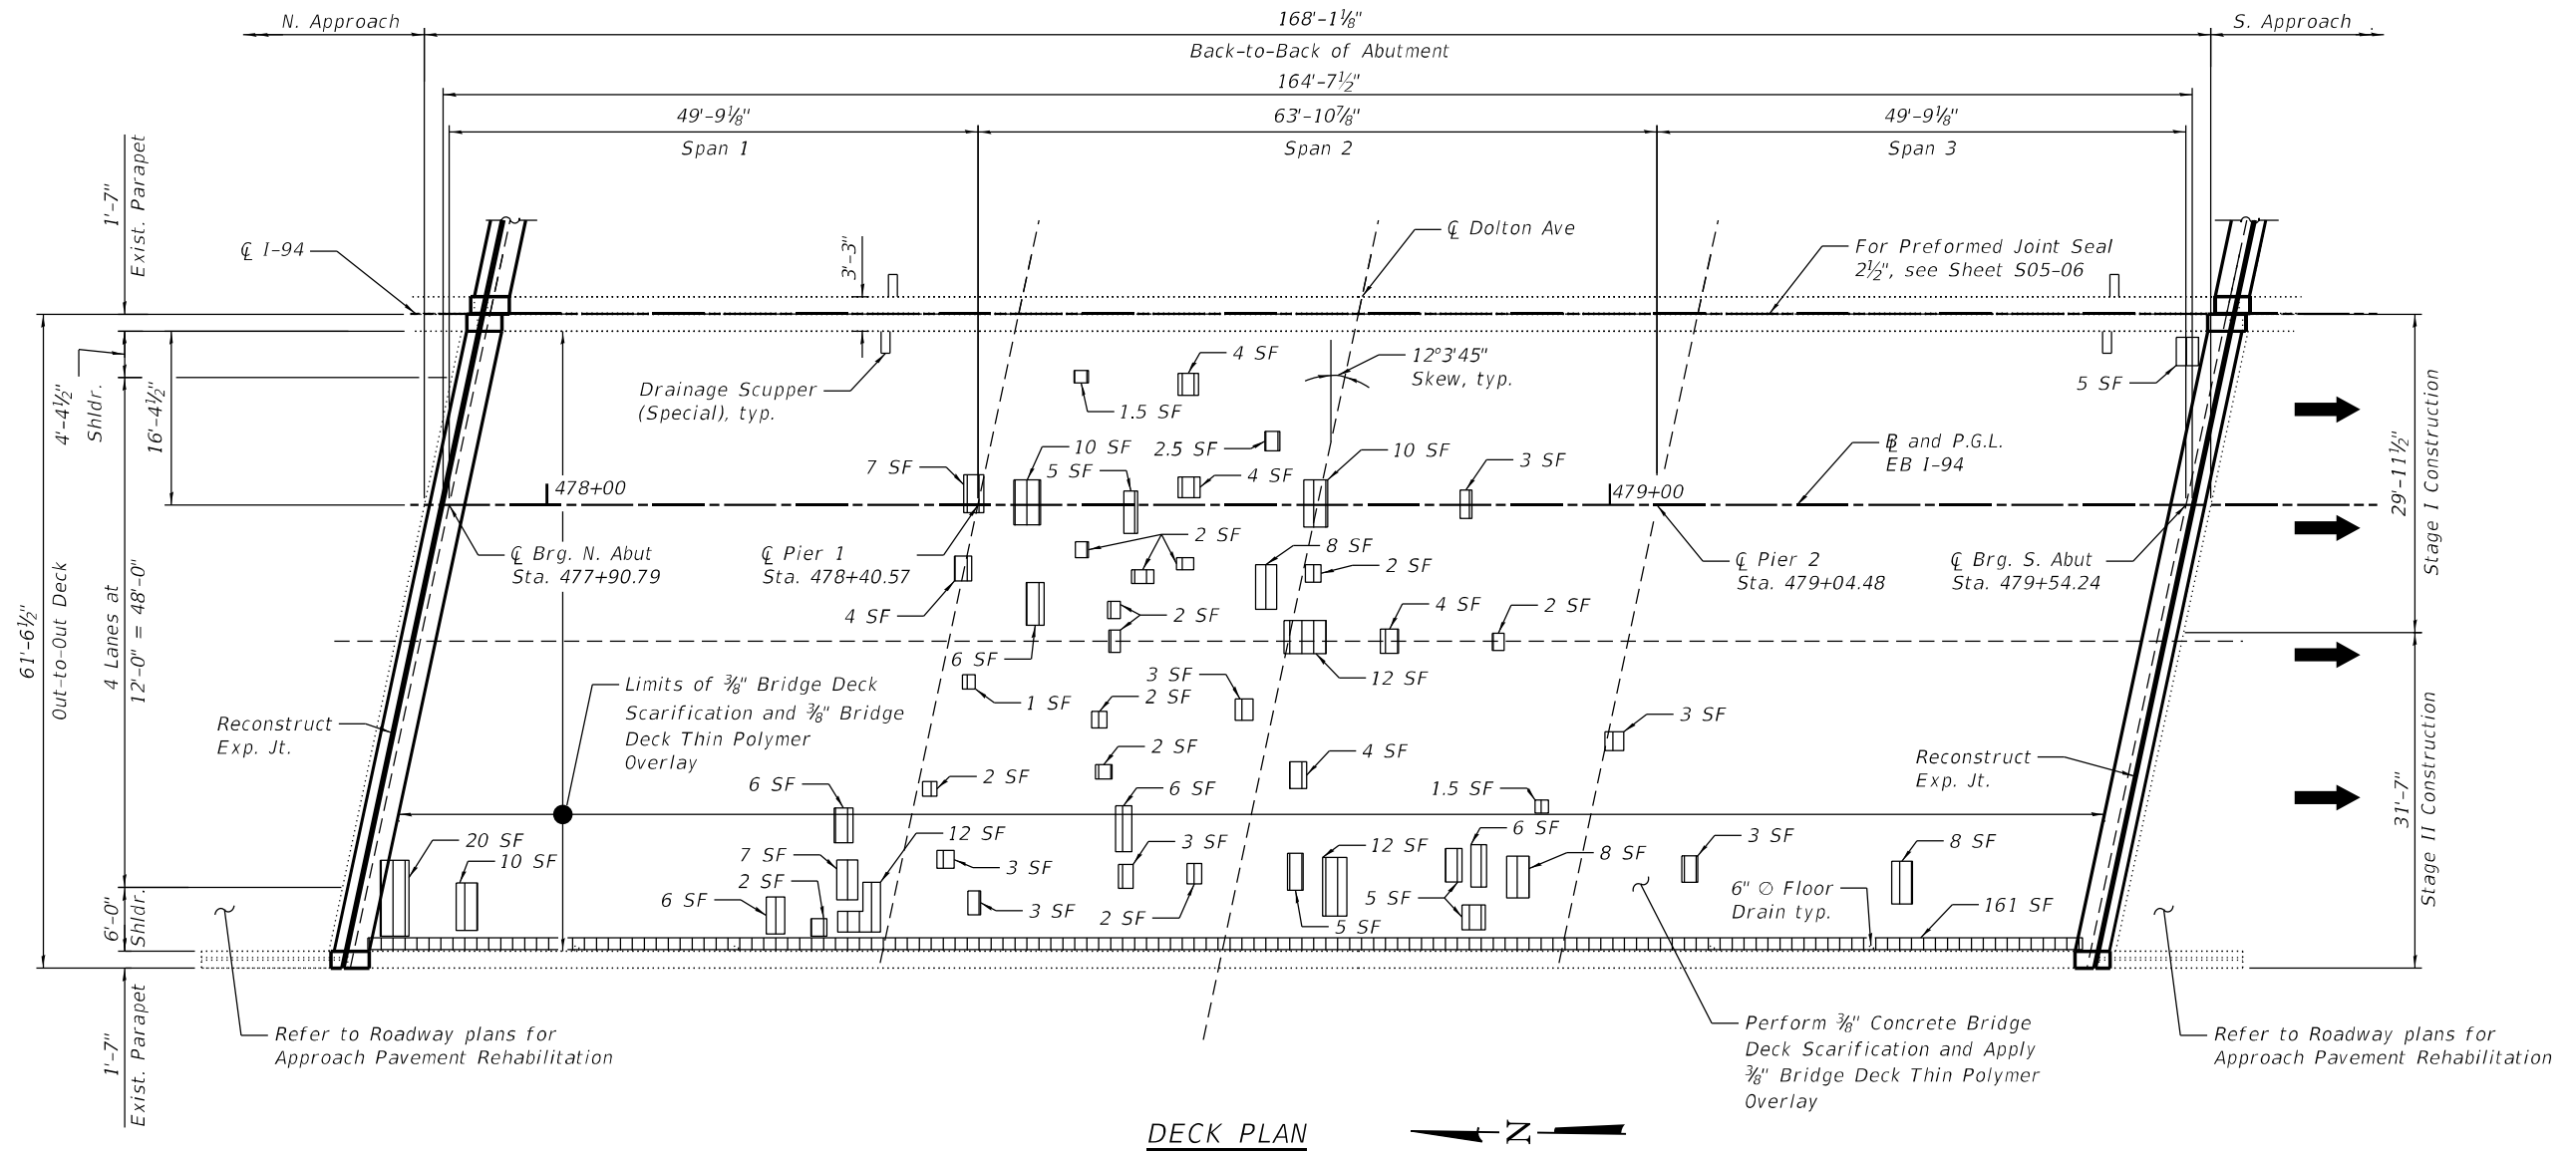 N. Approach
168'-1⅛"
S. Approach
Back-to-Back of Abutment
164'-7½"
49'-9⅛"
63'-10⅞"
49'-9⅛"
Span 1
Span 2
Span 3
1'-7"
Exist. Parapet
℄ I-94
3'-3"
℄ Dolton Ave
For Preformed Joint Seal
2½", see Sheet S05-06
4'-4½"
Shldr.
16'-4½"
Drainage Scupper
(Special), typ.
4 SF
1.5 SF
12°3'45"
Skew, typ.
5 SF
10 SF
2.5 SF
10 SF
7 SF
5 SF
4 SF
3 SF
℄ and P.G.L.
EB I-94
478+00
479+00
29'-11½"
Stage I Construction
2 SF
8 SF
2 SF
℄ Brg. N. Abut
Sta. 477+90.79
℄ Pier 1
Sta. 478+40.57
℄ Pier 2
Sta. 479+04.48
℄ Brg. S. Abut
Sta. 479+54.24
4 SF
2 SF
4 SF
2 SF
61'-6½"
Out-to-Out Deck
4 Lanes at
12'-0" = 48'-0"
6 SF
12 SF
3 SF
1 SF
2 SF
3 SF
Limits of ⅜" Bridge Deck
Scarification and ⅜" Bridge
Deck Thin Polymer
Overlay
Reconstruct
Exp. Jt.
2 SF
4 SF
Reconstruct
Exp. Jt.
6 SF
2 SF
6 SF
1.5 SF
31'-7"
Stage II Construction
20 SF
10 SF
12 SF
7 SF
3 SF
3 SF
12 SF
6 SF
8 SF
3 SF
8 SF
2 SF
6 SF
3 SF
2 SF
5 SF
5 SF
6" ∅ Floor
Drain typ.
161 SF
6'-0"
Shldr.
1'-7"
Exist. Parapet
Refer to Roadway plans for
Approach Pavement Rehabilitation
Perform ⅜" Concrete Bridge
Deck Scarification and Apply
⅜" Bridge Deck Thin Polymer
Overlay
Refer to Roadway plans for
Approach Pavement Rehabilitation
DECK PLAN
N